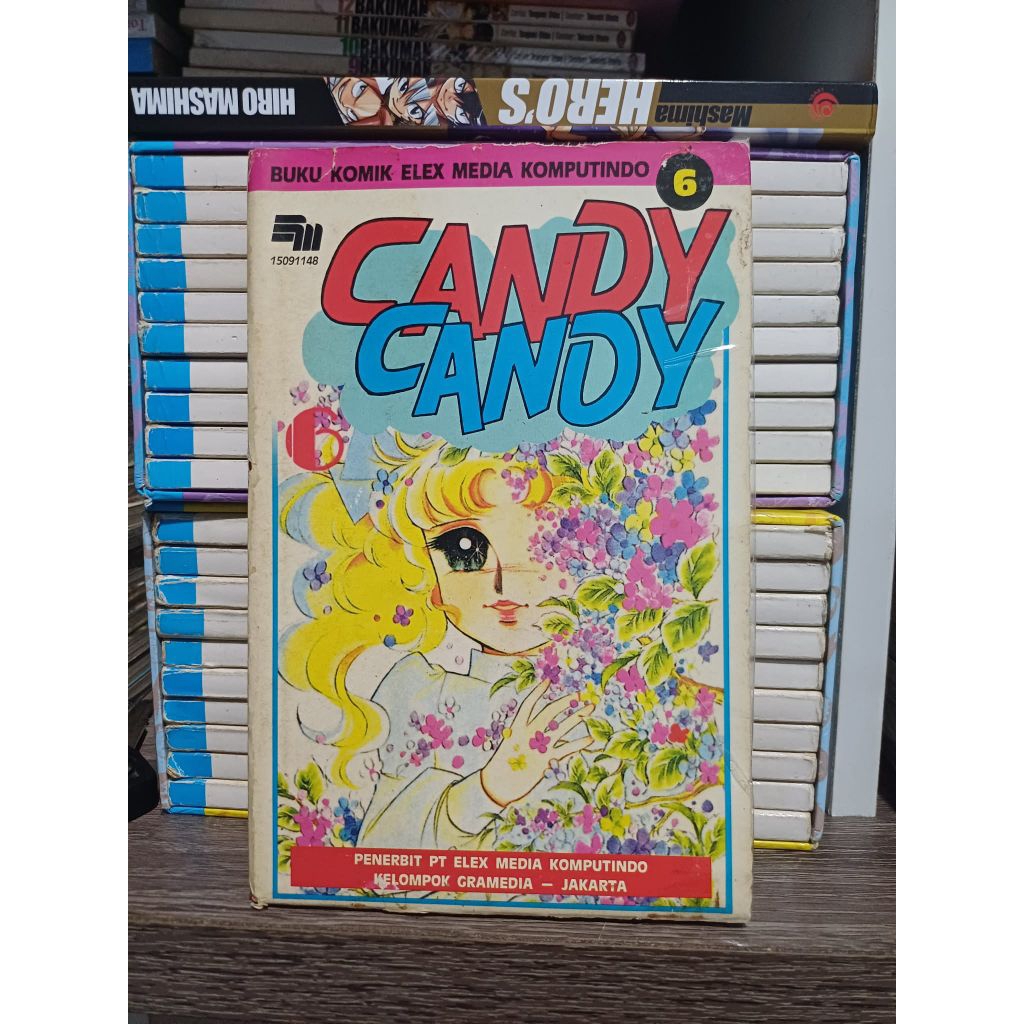 12 BAKUMAN
11 BAKUMAN
10 BAKUMAN
BAKUMAN
HIRO MASHIMA HERO'S Mashima
BUKU KOMIK ELEX MEDIA KOMPUTINDO 6
15091148
CANDY
CANDY
6
PENERBIT PT ELEX MEDIA KOMPUTINDO
KELOMPOK GRAMEDIA — JAKARTA